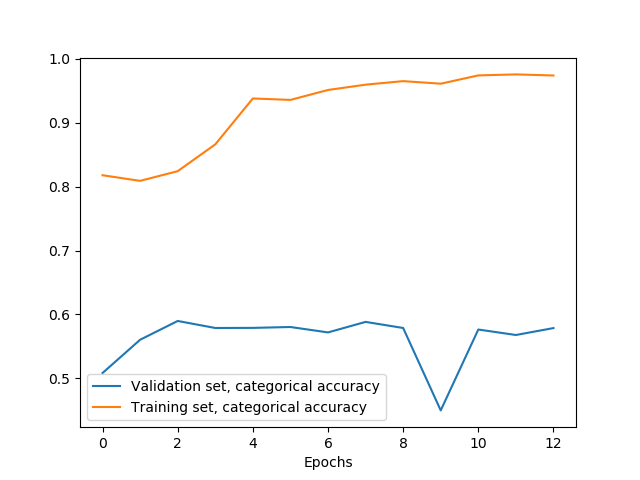 1.0
0.9
0.8
0.7
0.6
0.5
Validation set, categorical accuracy
Training set, categorical accuracy
0 2 4 6 8 10 12
Epochs